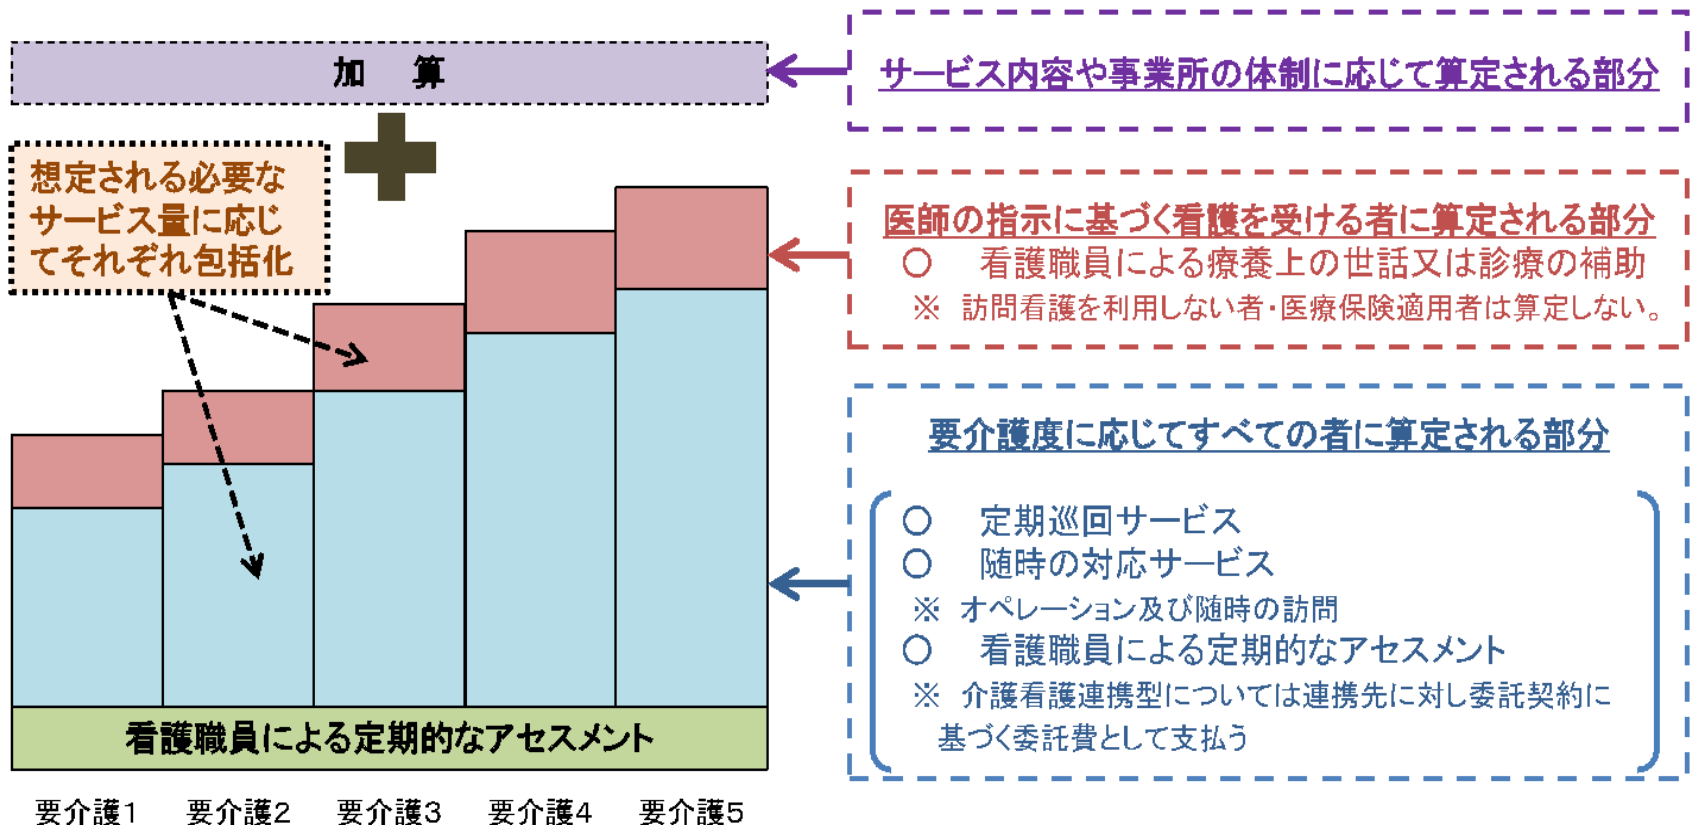 加　算
サービス内容や事業所の体制に応じて算定される部分
想定される必要な
サービス量に応じ
てそれぞれ包括化
医師の指示に基づく看護を受ける者に算定される部分
○　看護職員による療養上の世話又は診療の補助
※ 訪問看護を利用しない者・医療保険適用者は算定しない。
要介護度に応じてすべての者に算定される部分
○　定期巡回サービス
○　随時の対応サービス
※ オペレーション及び随時の訪問
○　看護職員による定期的なアセスメント
※ 介護看護連携型については連携先に対し委託契約に
基づく委託費として支払う
看護職員による定期的なアセスメント
要介護１ 要介護２ 要介護３ 要介護４ 要介護５